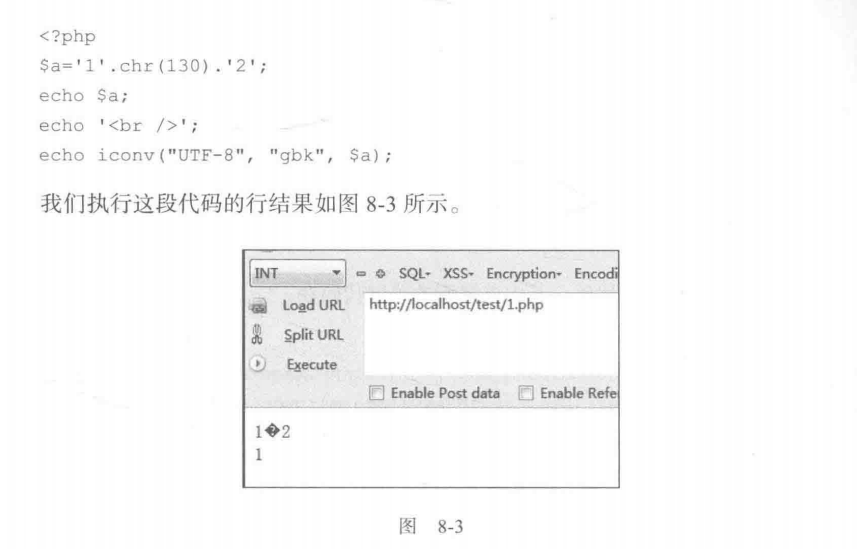 <?php
$a='1'.chr(130).'2';
echo $a;
echo '<br />';
echo iconv("UTF-8", "gbk", $a);
我们执行这段代码的行结果如图 8-3 所示。
INT SQL- XSS- Encryption- Encodi
Load URL http://localhost/test/1.php
Split URL
Execute
Enable Post data Enable Refe
1�2
1
图 8-3